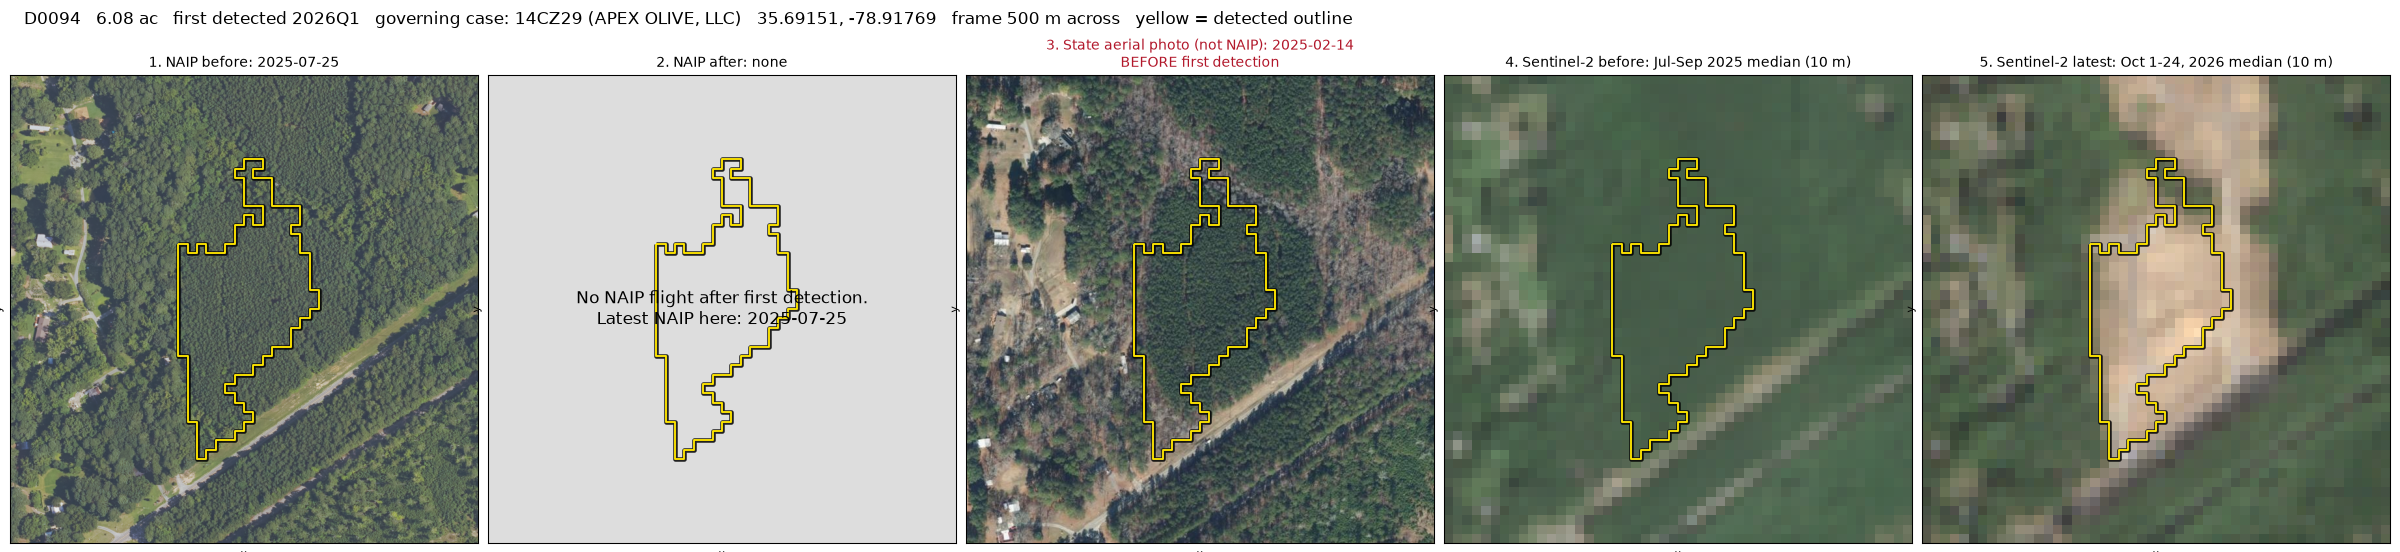 D0094   6.08 ac   first detected 2026Q1   governing case: 14CZ29 (APEX OLIVE, LLC)   35.69151, -78.91769   frame 500 m across   yellow = detected outline
1. NAIP before: 2025-07-25
2. NAIP after: none
3. State aerial photo (not NAIP): 2025-02-14
BEFORE first detection
4. Sentinel-2 before: Jul-Sep 2025 median (10 m)
5. Sentinel-2 latest: Oct 1-24, 2026 median (10 m)
No NAIP flight after first detection.
Latest NAIP here: 2025-07-25